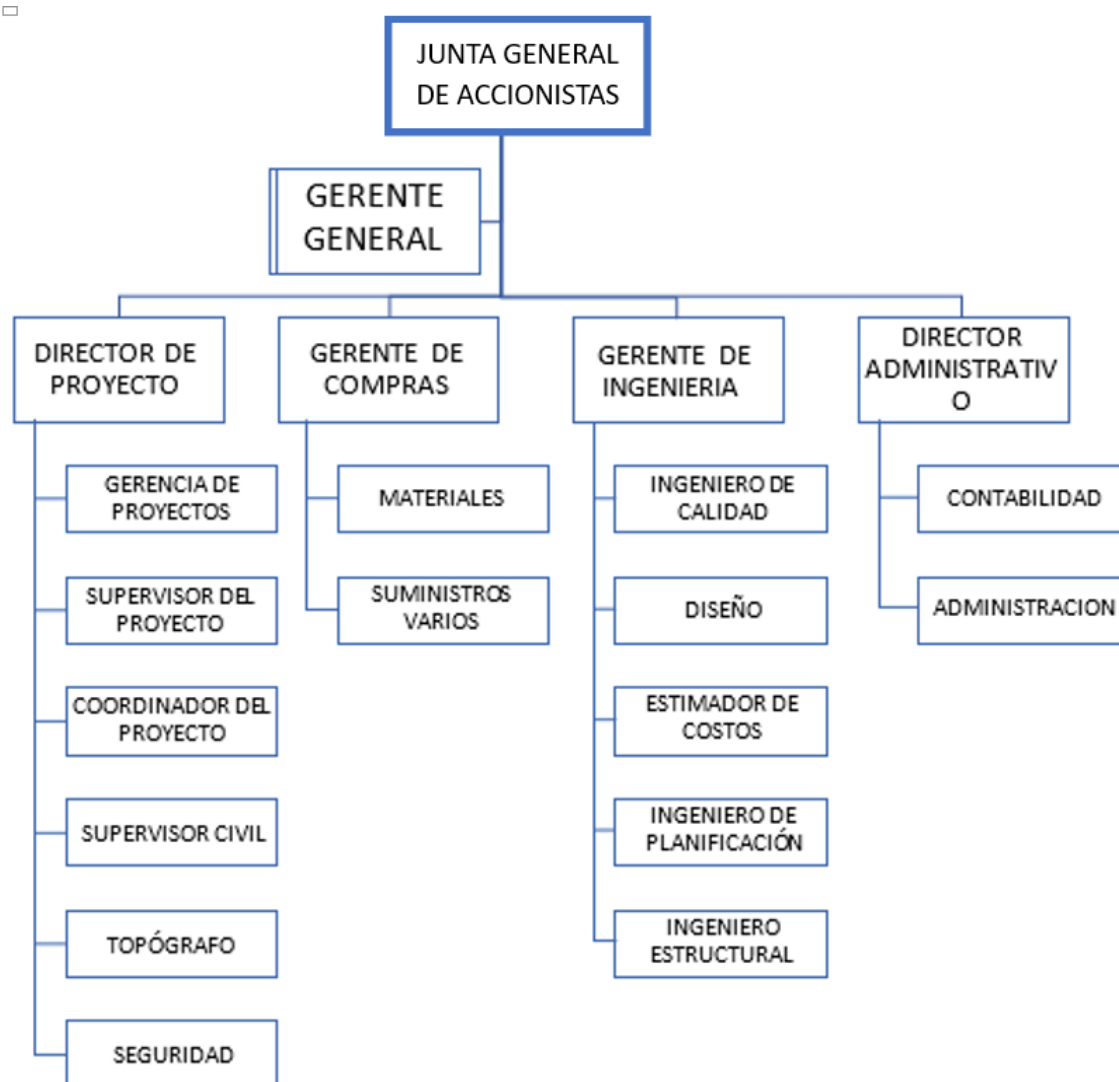 JUNTA GENERAL
DE ACCIONISTAS
GERENTE
GENERAL
DIRECTOR DE
PROYECTO
GERENTE DE
COMPRAS
GERENTE DE
INGENIERIA
DIRECTOR
ADMINISTRATIV
O
GERENCIA DE
PROYECTOS
SUPERVISOR DEL
PROYECTO
COORDINADOR DEL
PROYECTO
SUPERVISOR CIVIL
TOPÓGRAFO
SEGURIDAD
MATERIALES
SUMINISTROS
VARIOS
INGENIERO DE
CALIDAD
DISEÑO
ESTIMADOR DE
COSTOS
INGENIERO DE
PLANIFICACIÓN
INGENIERO
ESTRUCTURAL
CONTABILIDAD
ADMINISTRACION